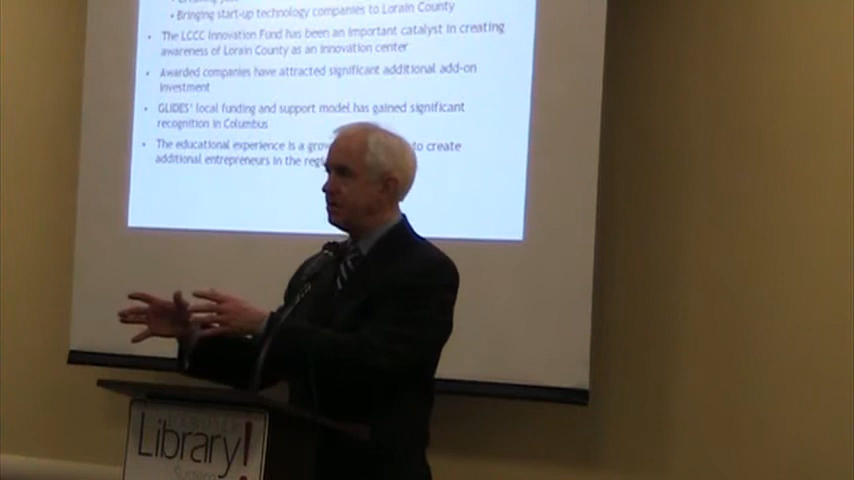 • Bringing start-up technology companies to Lorain County
• The LCCC Innovation Fund has been an important catalyst in creating
awareness of Lorain County as an innovation center
• Awarded companies have attracted significant additional add-on
investment
• GLIDES' local funding and support model has gained significant
recognition in Columbus
• The educational experience is a to create
additional entrepreneurs in the
Library!
System